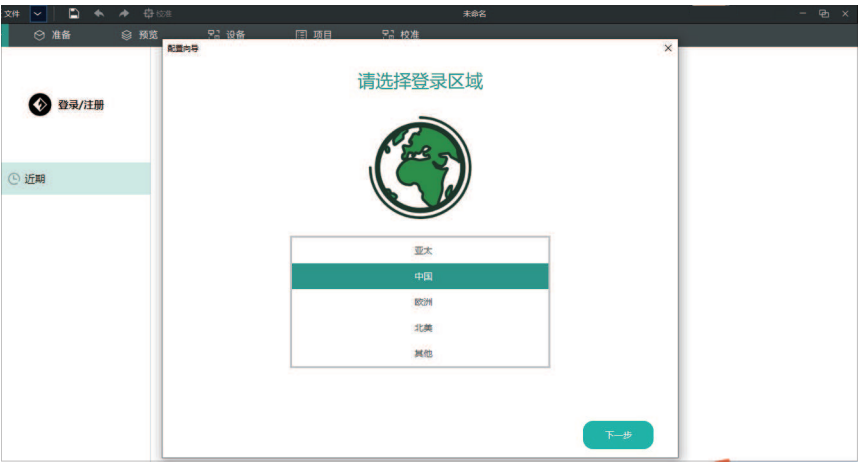 文件 校准 未命名
准备 预览 设备 项目 校准
配置向导
请选择登录区域
登录/注册
近期
亚太
中国
欧洲
北美
其他
下一步